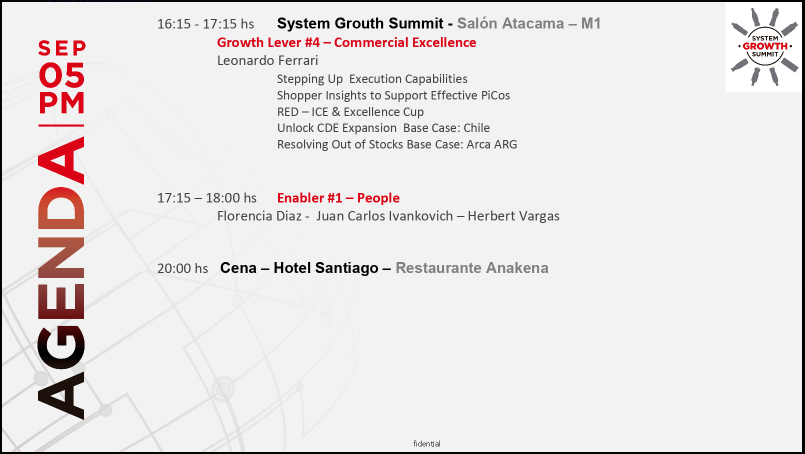 SEP
05
PM
AGENDA
16:15 - 17:15 hs System Grouth Summit - Salón Atacama – M1
Growth Lever #4 – Commercial Excellence
Leonardo Ferrari
Stepping Up Execution Capabilities
Shopper Insights to Support Effective PiCos
RED – ICE & Excellence Cup
Unlock CDE Expansion Base Case: Chile
Resolving Out of Stocks Base Case: Arca ARG
17:15 – 18:00 hs Enabler #1 – People
Florencia Diaz - Juan Carlos Ivankovich – Herbert Vargas
20:00 hs Cena – Hotel Santiago – Restaurante Anakena
SYSTEM
GROWTH
SUMMIT
fidential